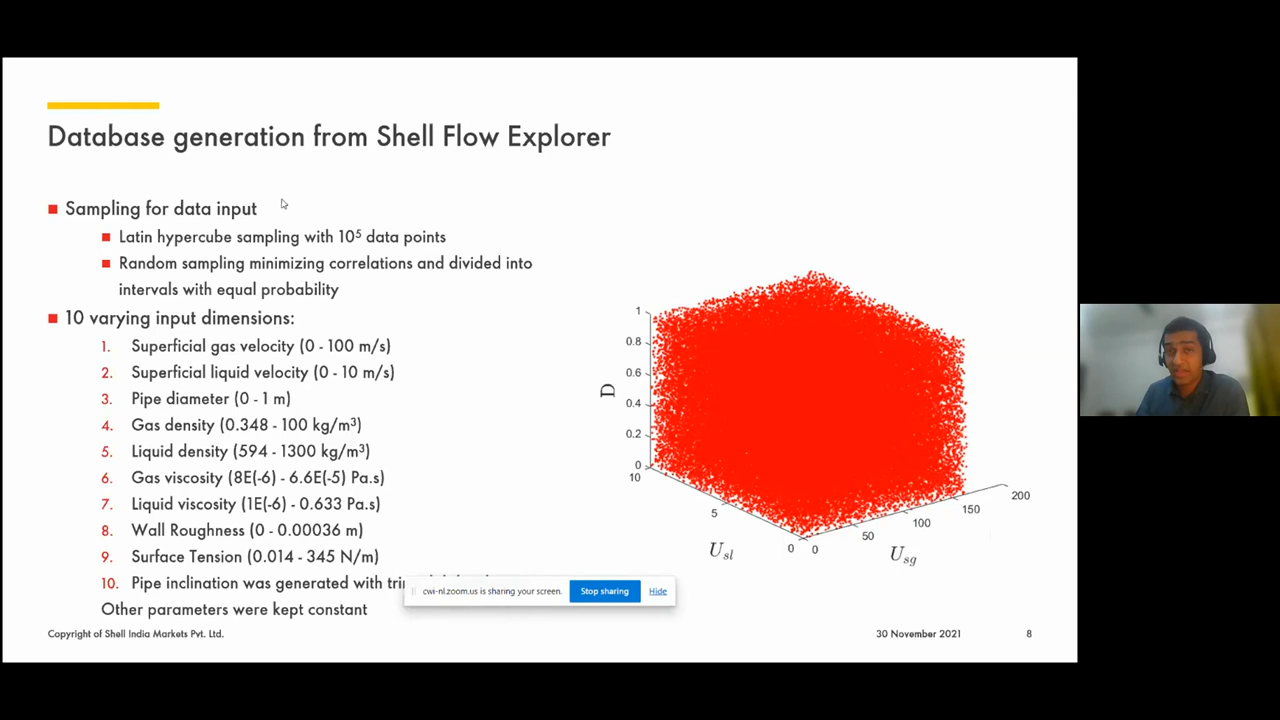 Database generation from Shell Flow Explorer
Sampling for data input
Latin hypercube sampling with 10⁵ data points
Random sampling minimizing correlations and divided into
intervals with equal probability
10 varying input dimensions:
1. Superficial gas velocity (0 - 100 m/s)
2. Superficial liquid velocity (0 - 10 m/s)
3. Pipe diameter (0 - 1 m)
4. Gas density (0.348 - 100 kg/m³)
5. Liquid density (594 - 1300 kg/m³)
6. Gas viscosity (8E(-6) - 6.6E(-5) Pa.s)
7. Liquid viscosity (1E(-6) - 0.633 Pa.s)
8. Wall Roughness (0 - 0.00036 m)
9. Surface Tension (0.014 - 345 N/m)
10. Pipe inclination was generated with
Other parameters were kept constant
1
0.8
0.6
0.4
0.2
0
D
10
5
0
U_sl
0
50
100
150
200
U_sg
cwi-nl.zoom.us is sharing your screen.
Stop sharing
Hide
Copyright of Shell India Markets Pvt. Ltd.
30 November 2021
8